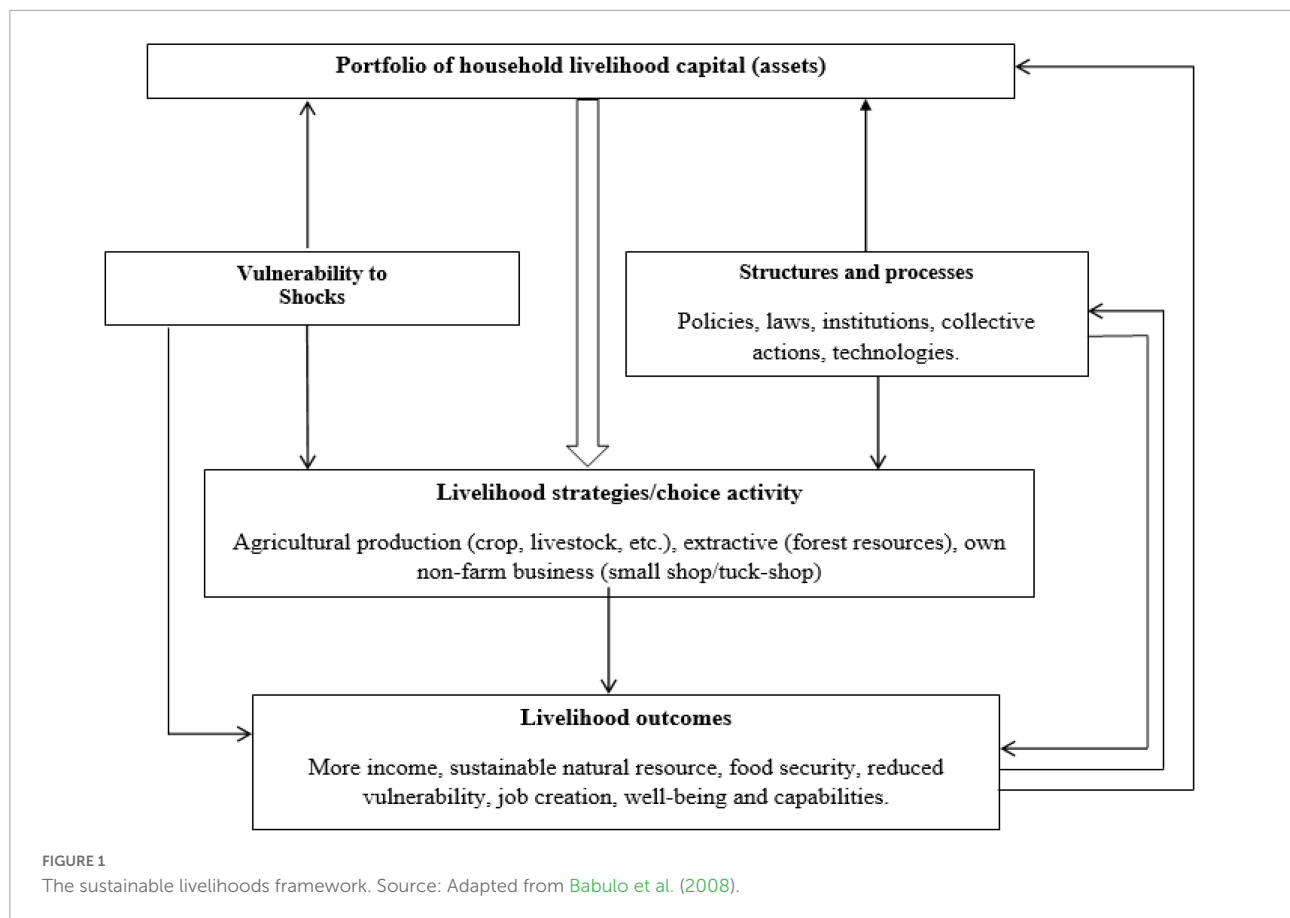 Portfolio of household livelihood capital (assets)
Vulnerability to
Shocks
Structures and processes
Policies, laws, institutions, collective
actions, technologies.
Livelihood strategies/choice activity
Agricultural production (crop, livestock, etc.), extractive (forest resources), own
non-farm business (small shop/tuck-shop)
Livelihood outcomes
More income, sustainable natural resource, food security, reduced
vulnerability, job creation, well-being and capabilities.
FIGURE 1
The sustainable livelihoods framework. Source: Adapted from Babulo et al. (2008).